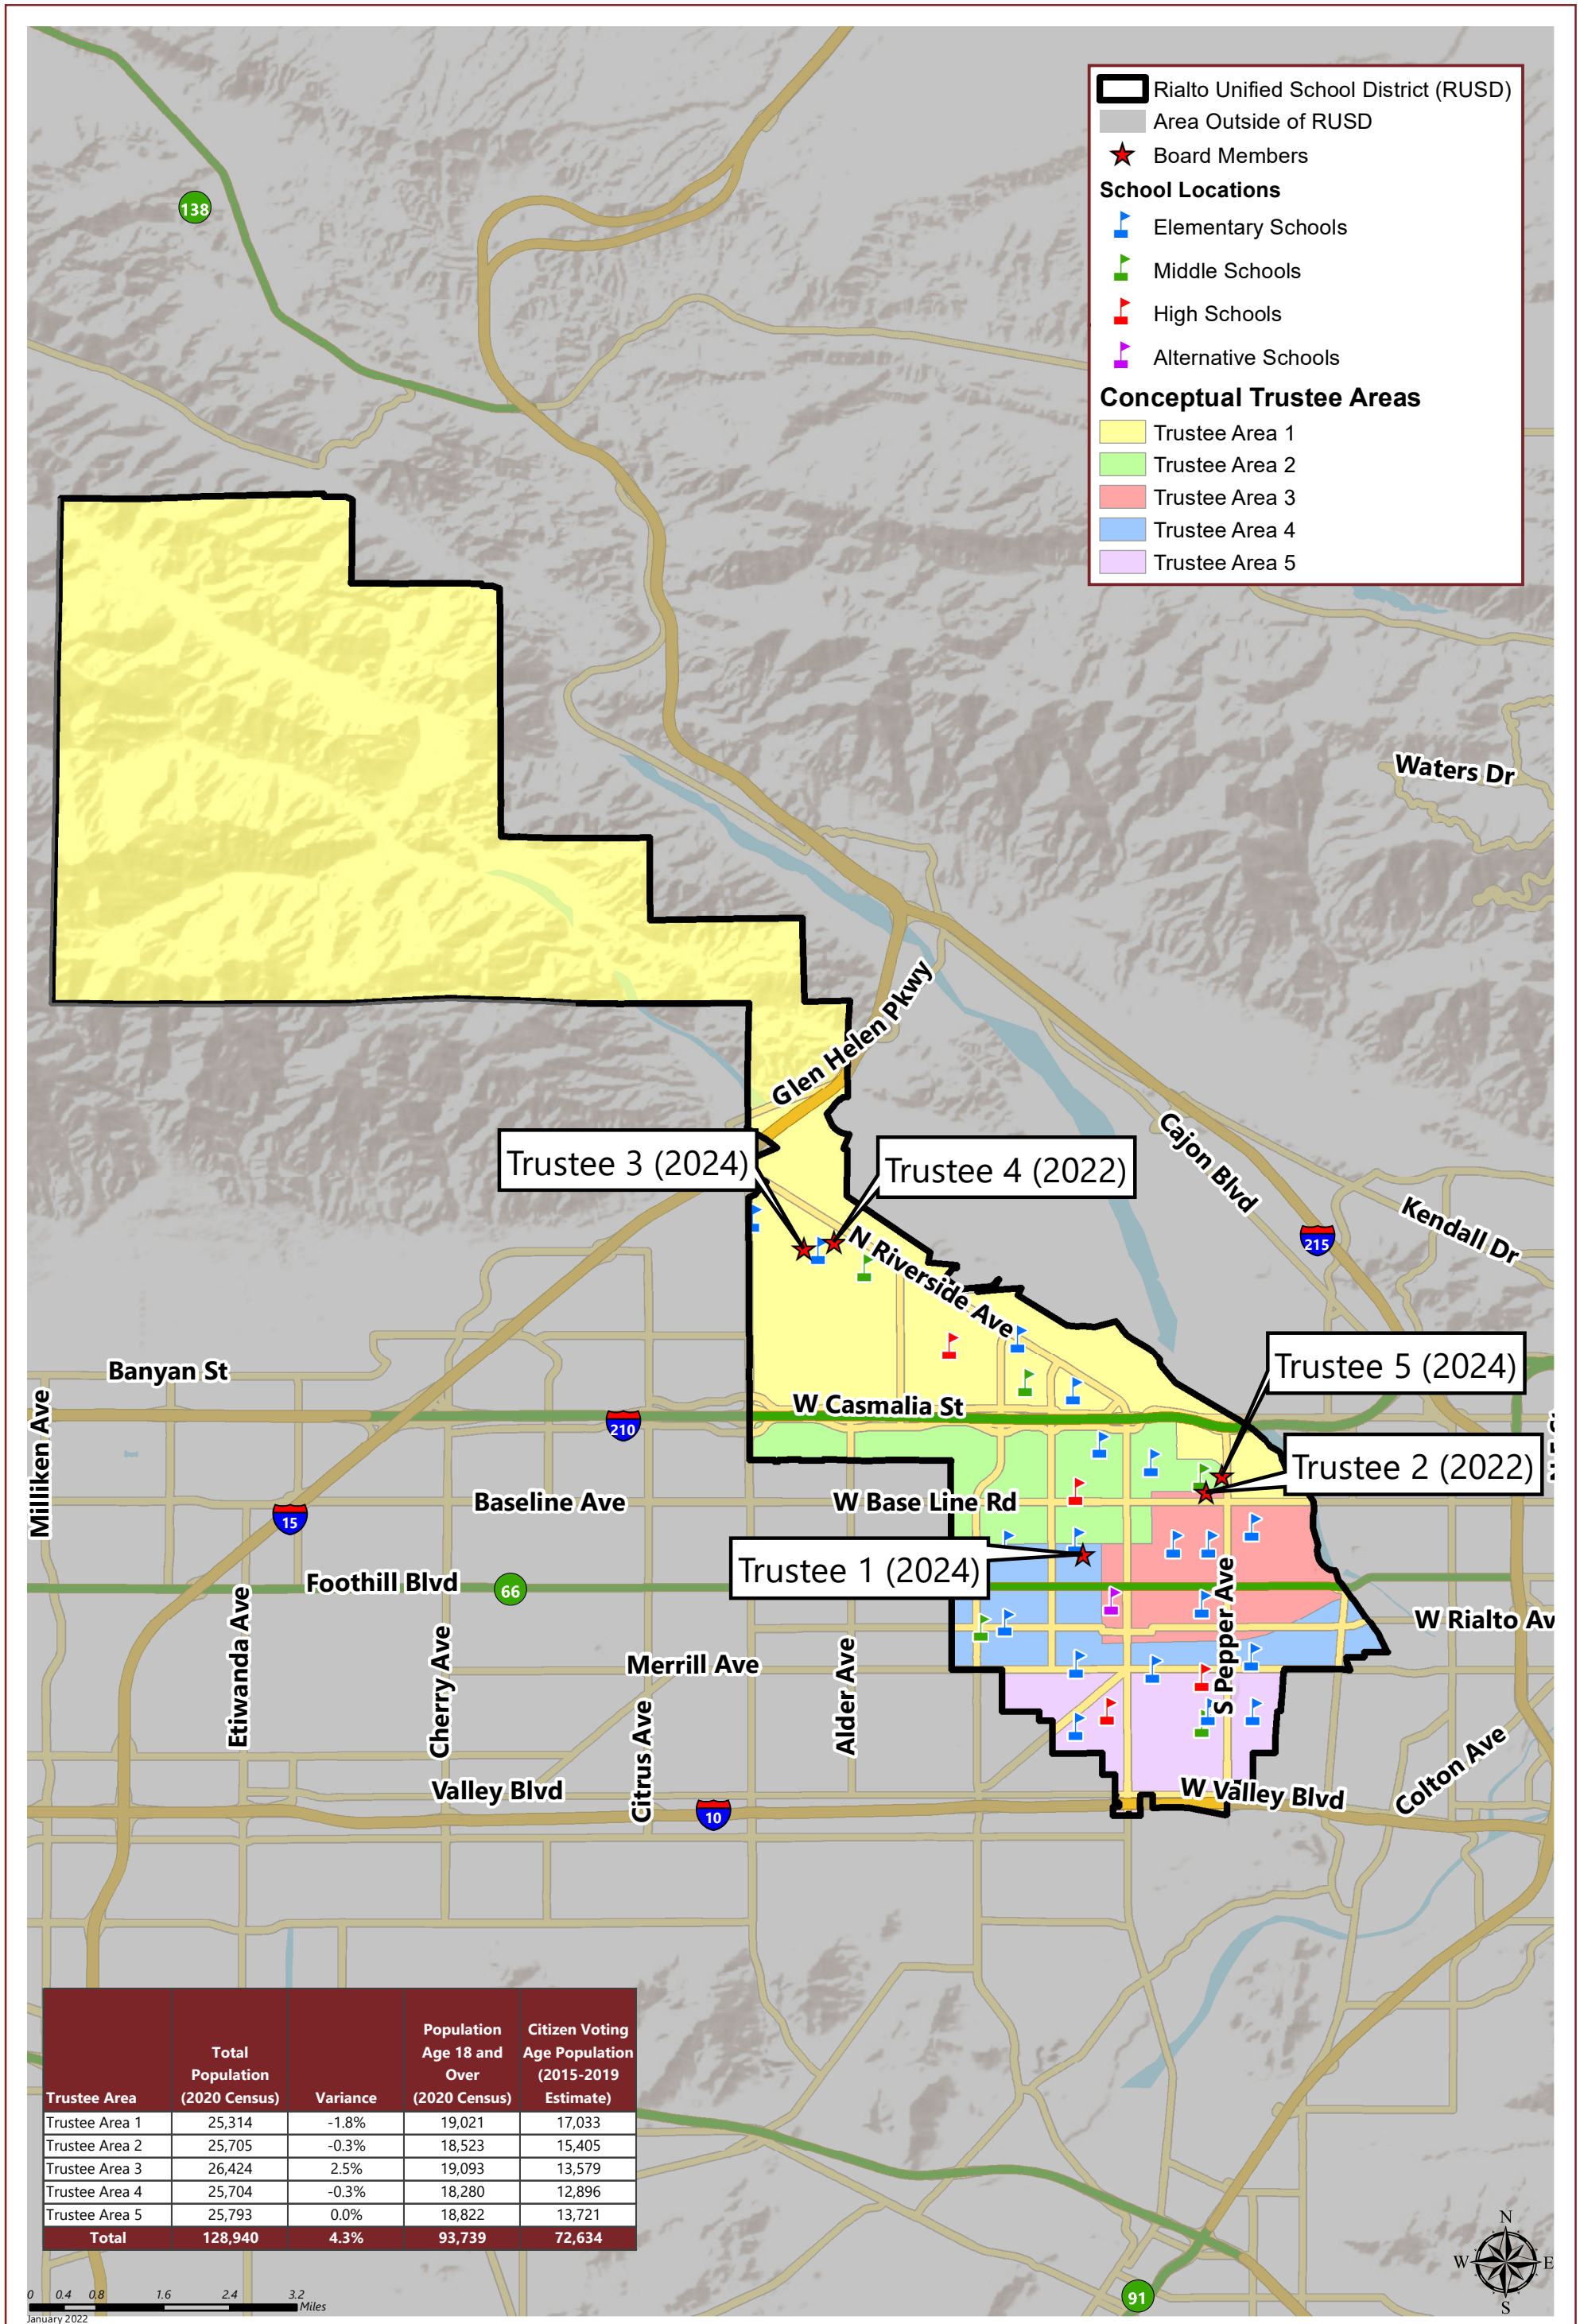 Rialto Unified School District (RUSD)
Area Outside of RUSD
Board Members
School Locations
Elementary Schools
Middle Schools
High Schools
Alternative Schools
Conceptual Trustee Areas
Trustee Area 1
Trustee Area 2
Trustee Area 3
Trustee Area 4
Trustee Area 5
138
Waters Dr
Glen Helen Pkwy
Cajon Blvd
Trustee 3 (2024)
Trustee 4 (2022)
Kendall Dr
215
N Riverside Ave
Trustee 5 (2024)
Banyan St
W Casmalia St
210
Milliken Ave
Trustee 2 (2022)
Baseline Ave
W Base Line Rd
15
Trustee 1 (2024)
Foothill Blvd
66
S Pepper Ave
W Rialto Av
Etiwanda Ave
Cherry Ave
Merrill Ave
Citrus Ave
Alder Ave
Valley Blvd
W Valley Blvd
Colton Ave
10
Trustee Area Total Population (2020 Census) Variance Population Age 18 and Over (2020 Census) Citizen Voting Age Population (2015-2019 Estimate)
Trustee Area 1 25,314 -1.8% 19,021 17,033
Trustee Area 2 25,705 -0.3% 18,523 15,405
Trustee Area 3 26,424 2.5% 19,093 13,579
Trustee Area 4 25,704 -0.3% 18,280 12,896
Trustee Area 5 25,793 0.0% 18,822 13,721
Total 128,940 4.3% 93,739 72,634
N
W E
S
91
0 0.4 0.8 1.6 2.4 3.2
Miles
January 2022